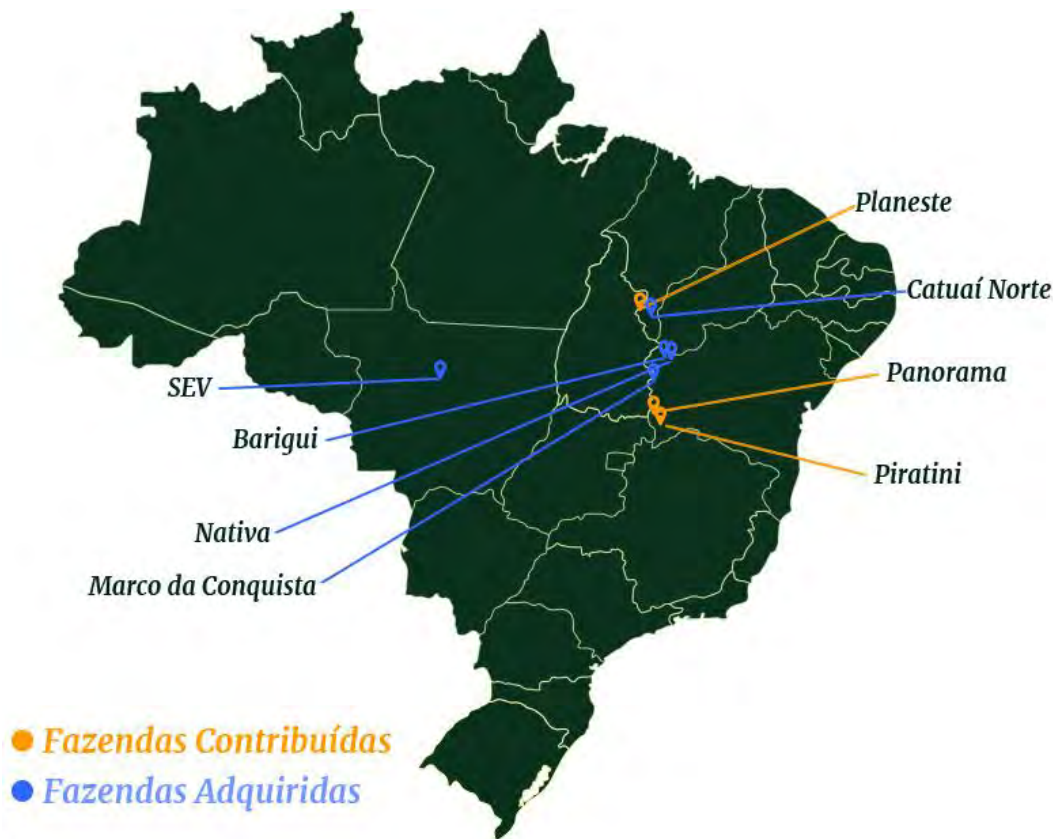 Planeste
Catuaí Norte
SEV
Panorama
Barigui
Piratini
Nativa
Marco da Conquista
Fazendas Contribuídas
Fazendas Adquiridas